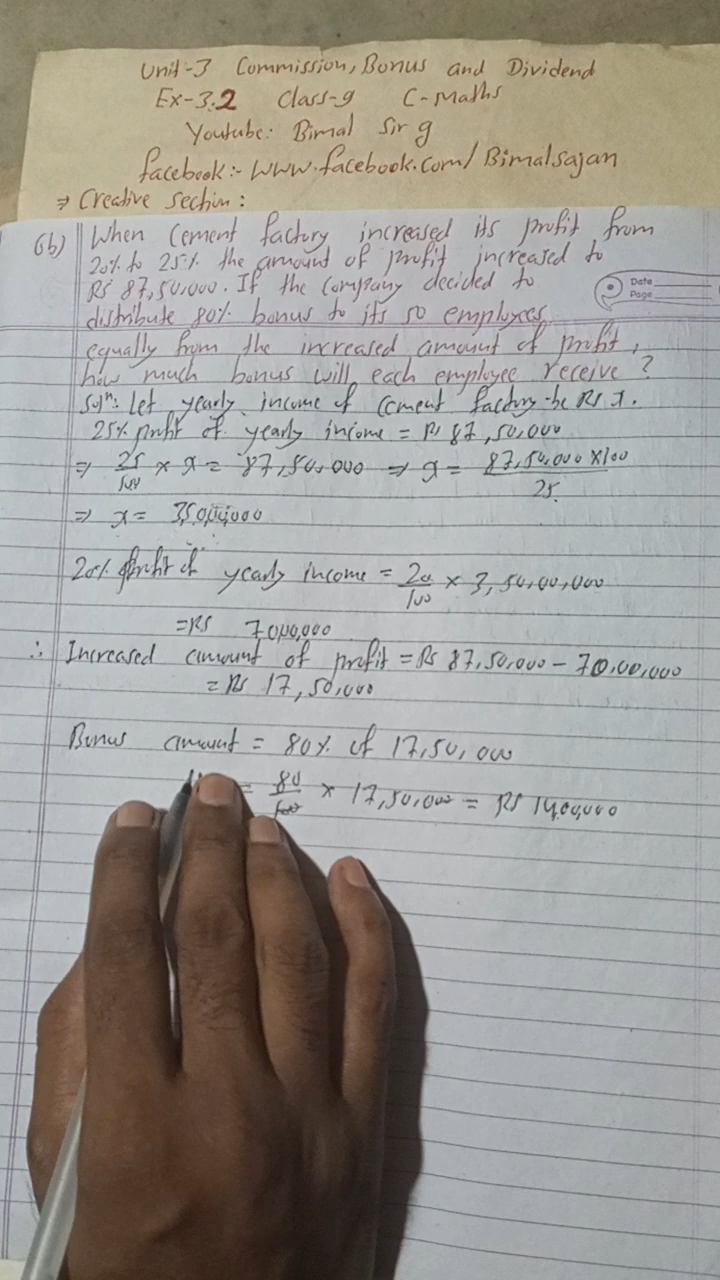 Unit-3 Commission, Bonus and Dividend
Ex-3.2 Class-9 C-Maths
Youtube: Bimal Sir g
facebook:- www.facebook.com/Bimalsajan
⇒ Creative section:
6b) When Cement factory increased its profit from
20% to 25% the amount of profit increased to
RS 87,50,000. If the company decided to
Date
Page
distribute 80% bonus to its 50 employees
equally from the increased amount of profit,
how much bonus will each employee receive?
Solⁿ: Let yearly income of cement factory be Rs x.
25% profit of yearly income = Rs 87,50,000
⇒ 25/100 × x = 87,50,000 ⇒ x = 87,50,000 × 100/25
⇒ x = 35000000
20% profit of yearly income = 20/100 × 3,50,00,000
= RS 7000,000
∴ Increased amount of profit = Rs 87,50,000 - 70,00,000
= Rs 17,50,000
Bonus amount = 80% of 17,50,000
= 80/100 × 17,50,000 = RS 1400,000